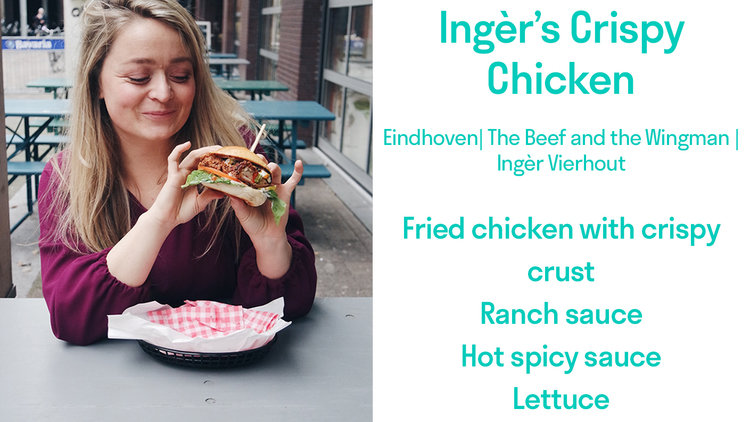 Ingèr's Crispy
Chicken
Eindhoven| The Beef and the Wingman |
Ingèr Vierhout
Fried chicken with crispy
crust
Ranch sauce
Hot spicy sauce
Lettuce
Bavaria